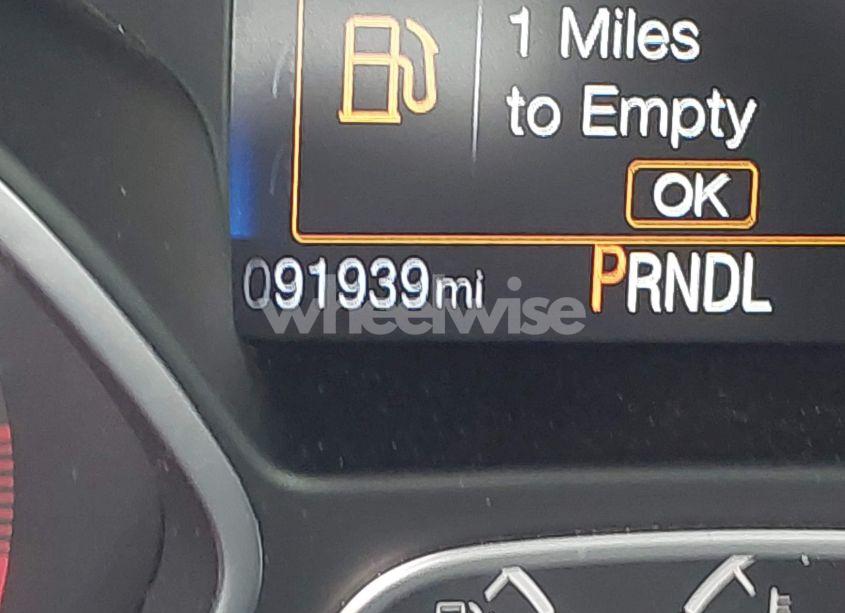 1 Miles
to Empty
OK
091939mi PRNDL
wheelwise